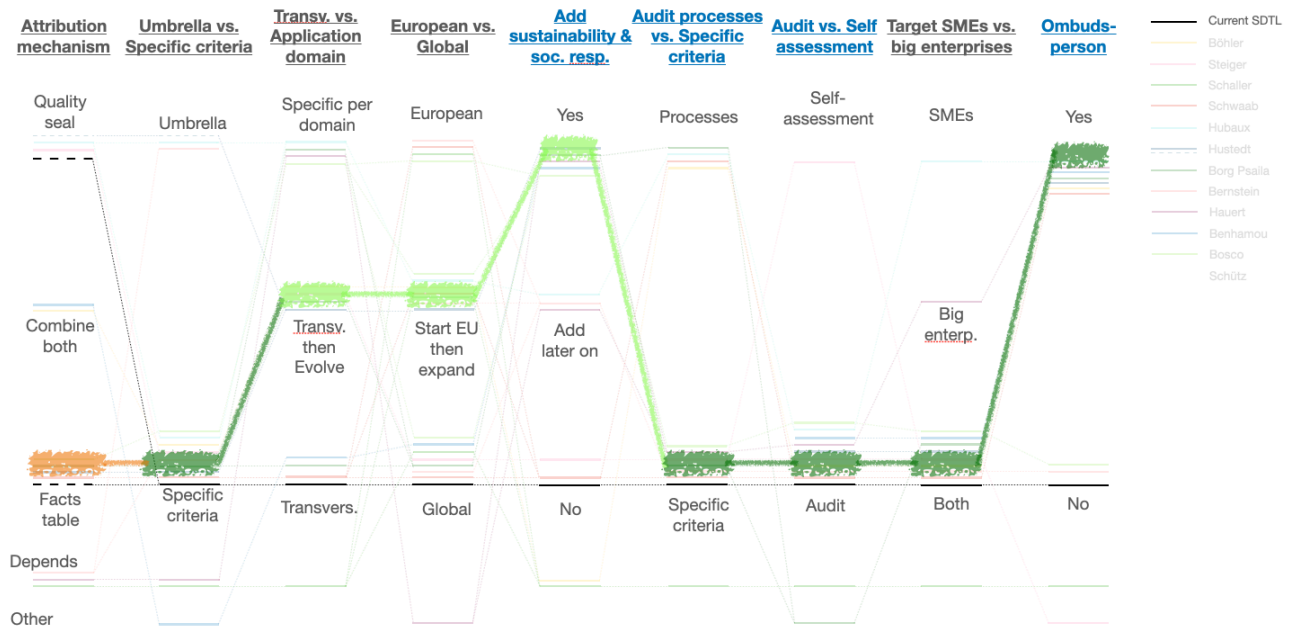 Attribution
mechanism
Umbrella vs.
Specific criteria
Transv. vs.
Application
domain
European vs.
Global
Add
sustainability &
soc. resp.
Audit processes
vs. Specific
criteria
Audit vs. Self
assessment
Target SMEs vs.
big enterprises
Ombuds-
person
Quality
seal
Umbrella
Specific per
domain
European
Yes
Processes
Self-
assessment
SMEs
Yes
Combine
both
Transv.
then
Evolve
Start EU
then
expand
Add
later on
Big
enterp.
Facts
table
Specific
criteria
Transvers.
Global
No
Specific
criteria
Audit
Both
No
Depends
Other
Current SDTL
Böhler
Steiger
Schaller
Schwaab
Hubaux
Hustedt
Borg Psaila
Bernstein
Hauert
Benhamou
Bosco
Schütz